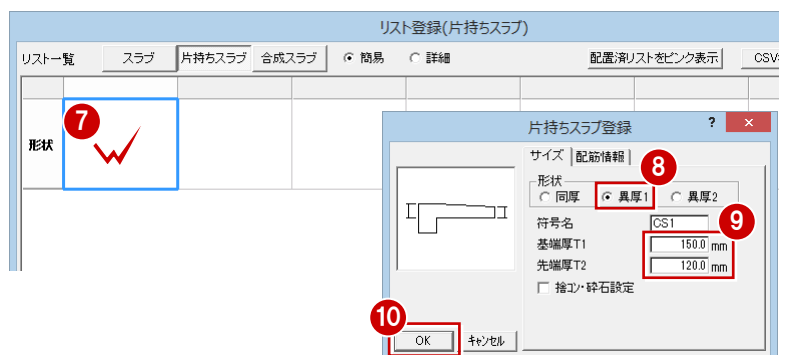 リスト登録(片持ちスラブ)
リスト一覧 スラブ 片持ちスラブ 合成スラブ 簡易 詳細 配置済リストをピンク表示 CSV
7
形状
片持ちスラブ登録 ? ×
サイズ 配筋情報
8
形状
同厚 異厚1 異厚2
9
符号名 CS1
基端厚T1 150.0 mm
先端厚T2 120.0 mm
捨コン・砕石設定
10
OK キャンセル